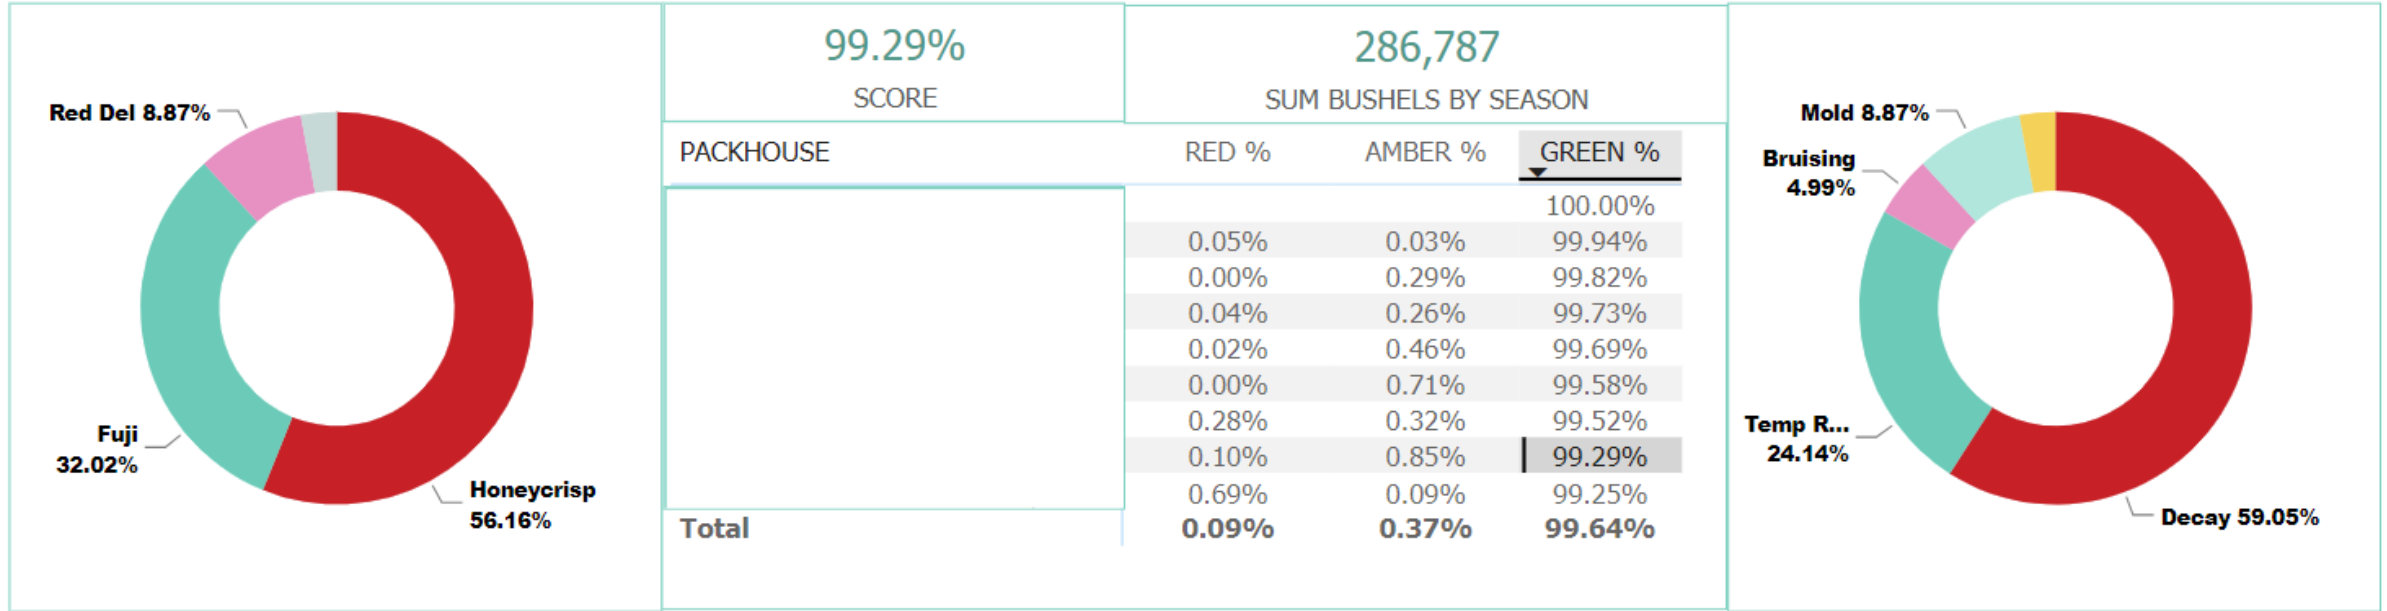 Red Del 8.87%
Fuji
32.02%
Honeycrisp
56.16%
99.29%
SCORE
286,787
SUM BUSHELS BY SEASON
PACKHOUSE RED % AMBER % GREEN %
100.00%
0.05% 0.03% 99.94%
0.00% 0.29% 99.82%
0.04% 0.26% 99.73%
0.02% 0.46% 99.69%
0.00% 0.71% 99.58%
0.28% 0.32% 99.52%
0.10% 0.85% 99.29%
0.69% 0.09% 99.25%
Total 0.09% 0.37% 99.64%
Mold 8.87%
Bruising
4.99%
Temp R...
24.14%
Decay 59.05%